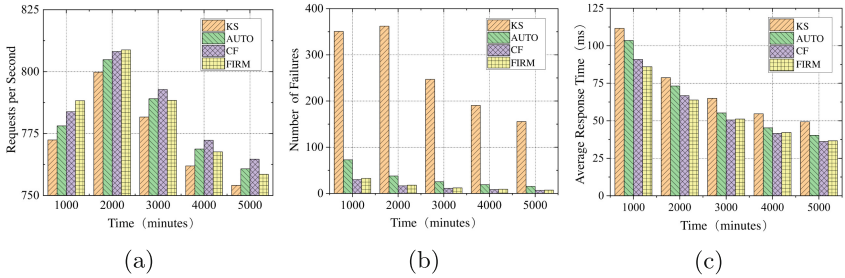 825
800
775
750
Requests per Second
KS
AUTO
CF
FIRM
1000 2000 3000 4000 5000
Time (minutes)
(a)
400
300
200
100
0
Number of Failures
KS
AUTO
CF
FIRM
1000 2000 3000 4000 5000
Time (minutes)
(b)
125
100
75
50
25
0
Average Response Time (ms)
KS
AUTO
CF
FIRM
1000 2000 3000 4000 5000
Time (minutes)
(c)